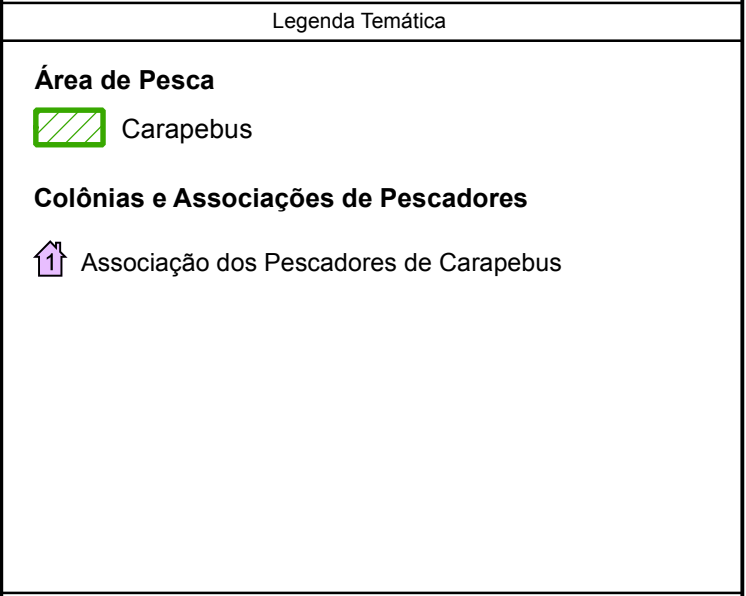 Legenda Temática
Área de Pesca
Carapebus
Colônias e Associações de Pescadores
1 Associação dos Pescadores de Carapebus